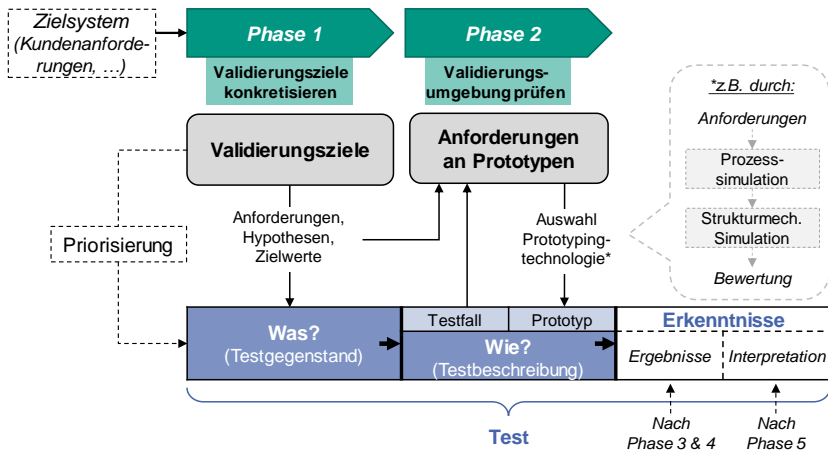 Zielsystem
(Kundenanforde-
rungen, …)
Phase 1
Phase 2
Validierungsziele
konkretisieren
Validierungs-
umgebung prüfen
*z.B. durch:
Anforderungen
Prozess-
simulation
Strukturmech.
Simulation
Bewertung
Validierungsziele
Anforderungen
an Prototypen
Priorisierung
Anforderungen,
Hypothesen,
Zielwerte
Auswahl
Prototyping-
technologie*
Was?
(Testgegenstand)
Testfall
Prototyp
Wie?
(Testbeschreibung)
Erkenntnisse
Ergebnisse
Interpretation
Test
Nach
Phase 3 & 4
Nach
Phase 5